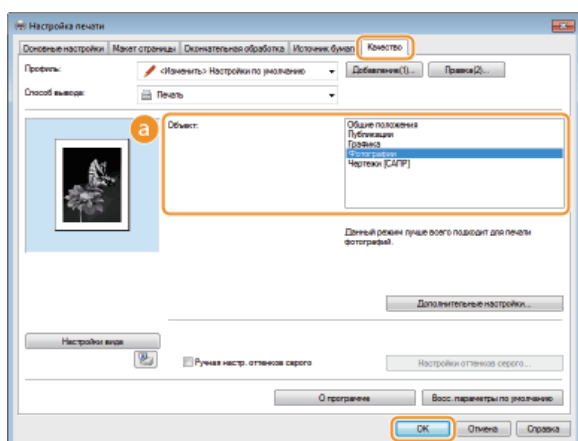 Настройка печати
Основные настройки Макет страницы Окончательная обработка Источник бумаги Качество
Профиль: <Изменить> Настройки по умолчанию Добавление(1)... Правка(2)...
Способ вывода: Печать
a Объект: Общие положения
Публикации
Графика
Фотографии
Чертежи [САПР]
Данный режим лучше всего подходит для печати
фотографий.
Дополнительные настройки...
Настройки вида
Ручная настр. оттенков серого Настройки оттенков серого...
О программе Восс. параметры по умолчанию
OK Отмена Справка